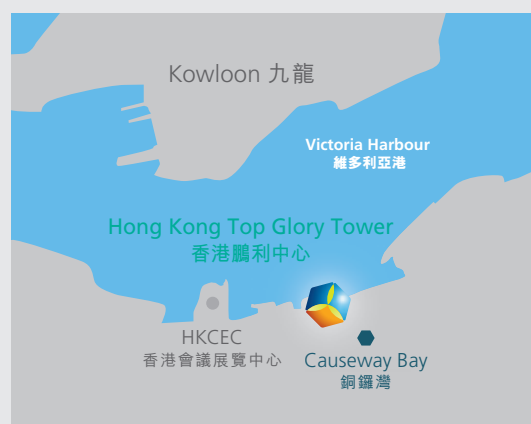 Kowloon 九龍
Victoria Harbour
維多利亞港
Hong Kong Top Glory Tower
香港鵬利中心
HKCEC
香港會議展覽中心
Causeway Bay
銅鑼灣